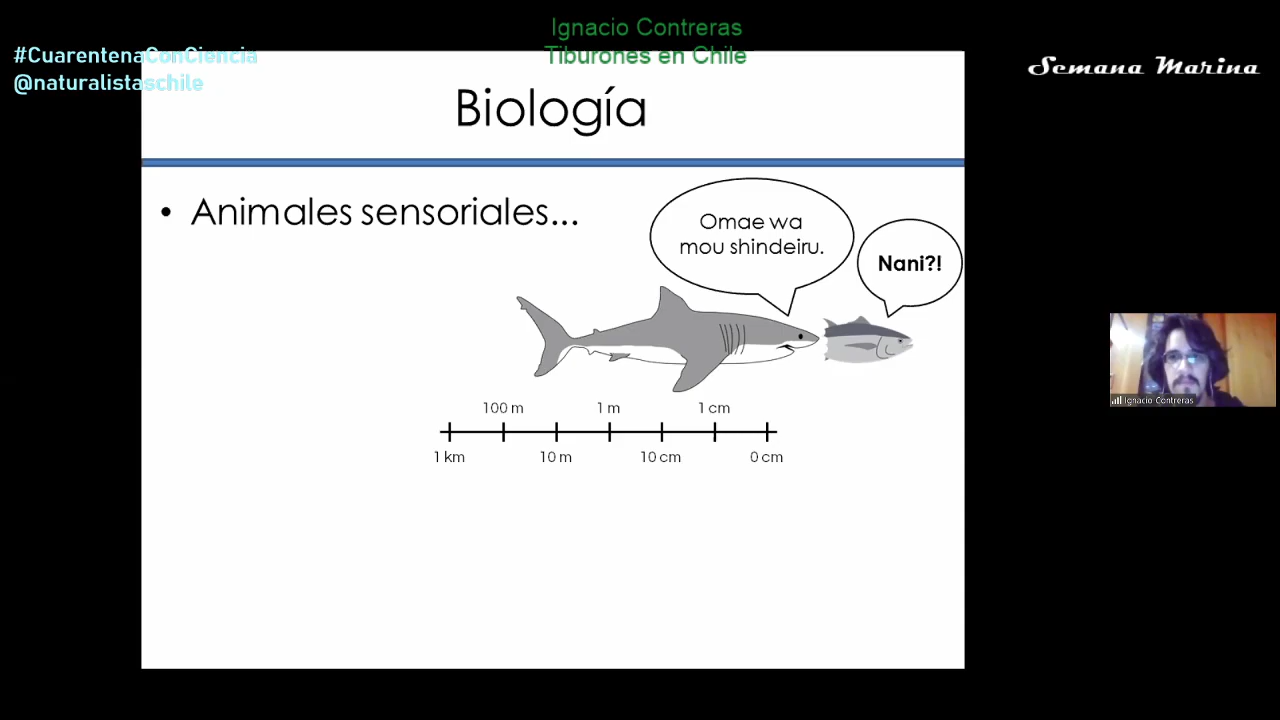 Ignacio Contreras
Tiburones en Chile
#CuarentenaConCiencia
@naturalistaschile
Semana Marina
Biología
• Animales sensoriales...
Omae wa
mou shindeiru.
Nani?!
100 m 1 m 1 cm
1 km 10 m 10 cm 0 cm
Ignacio Contreras